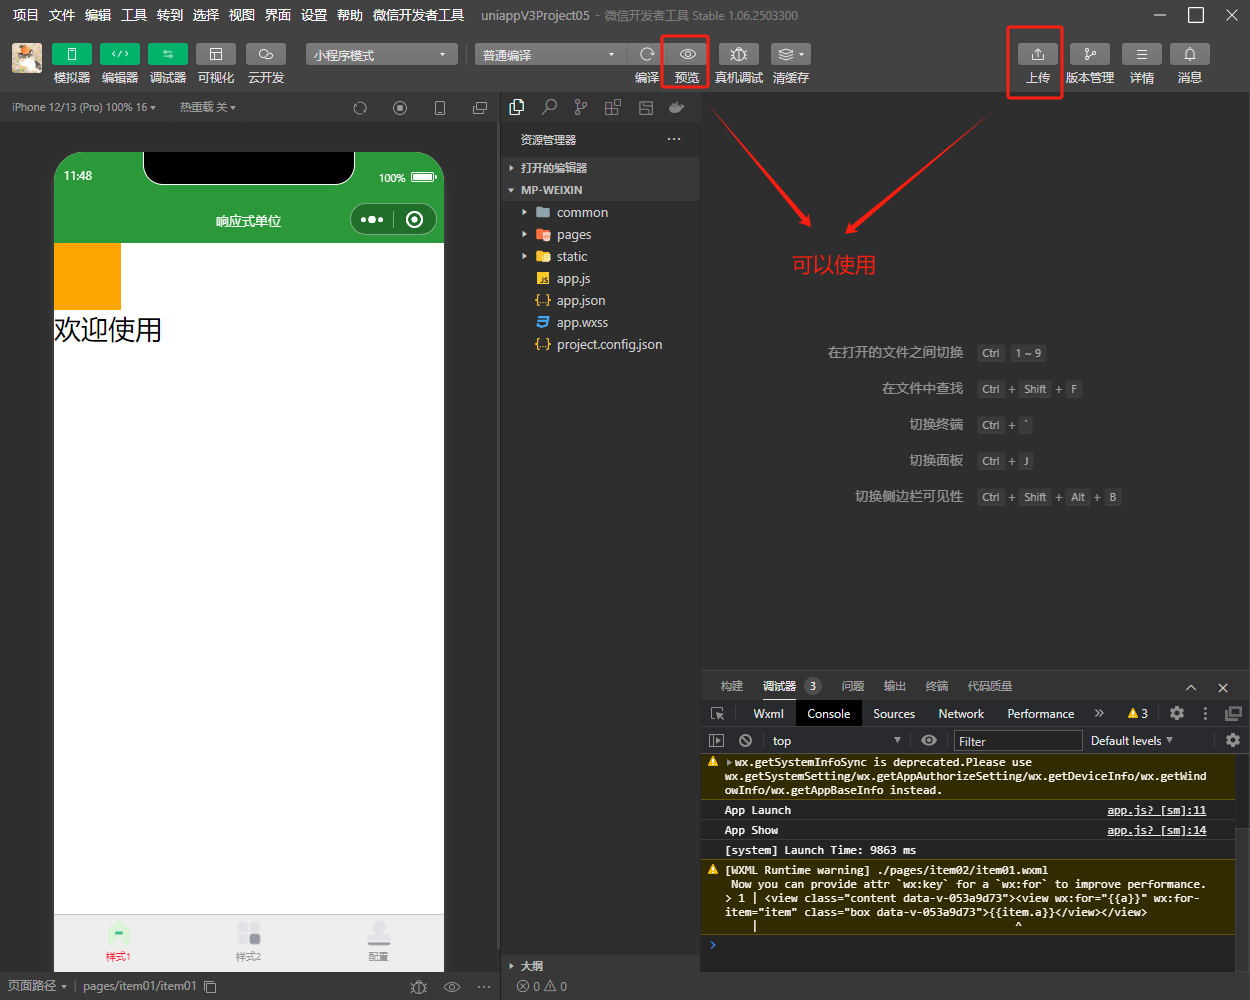 项目 文件 编辑 工具 转到 选择 视图 界面 设置 帮助 微信开发者工具 uniappV3Project05 - 微信开发者工具 Stable 1.06.2503300
模拟器 编辑器 调试器 可视化 云开发 小程序模式 普通编译 编译 预览 真机调试 清缓存 上传 版本管理 详情 消息
iPhone 12/13 (Pro) 100% 16 热重载 关
11:48 100%
响应式单位
欢迎使用
样式1 样式2 配置
页面路径 pages/item01/item01
资源管理器
打开的编辑器
MP-WEIXIN
common
pages
static
app.js
app.json
app.wxss
project.config.json
大纲
0 0
可以使用
在打开的文件之间切换 Ctrl 1 ~ 9
在文件中查找 Ctrl + Shift + F
切换终端 Ctrl + `
切换面板 Ctrl + J
切换侧边栏可见性 Ctrl + Shift + Alt + B
构建 调试器 3 问题 输出 终端 代码质量
Wxml Console Sources Network Performance » 3
top Filter Default levels
wx.getSystemInfoSync is deprecated.Please use
wx.getSystemSetting/wx.getAppAuthorizeSetting/wx.getDeviceInfo/wx.getWind
owInfo/wx.getAppBaseInfo instead.
App Launch app.js? [sm]:11
App Show app.js? [sm]:14
[system] Launch Time: 9863 ms
[WXML Runtime warning] ./pages/item02/item01.wxml
Now you can provide attr `wx:key` for a `wx:for` to improve performance.
> 1 | <view class="content data-v-053a9d73"><view wx:for="{{a}}" wx:for-
item="item" class="box data-v-053a9d73">{{item.a}}</view></view>
| ^
>